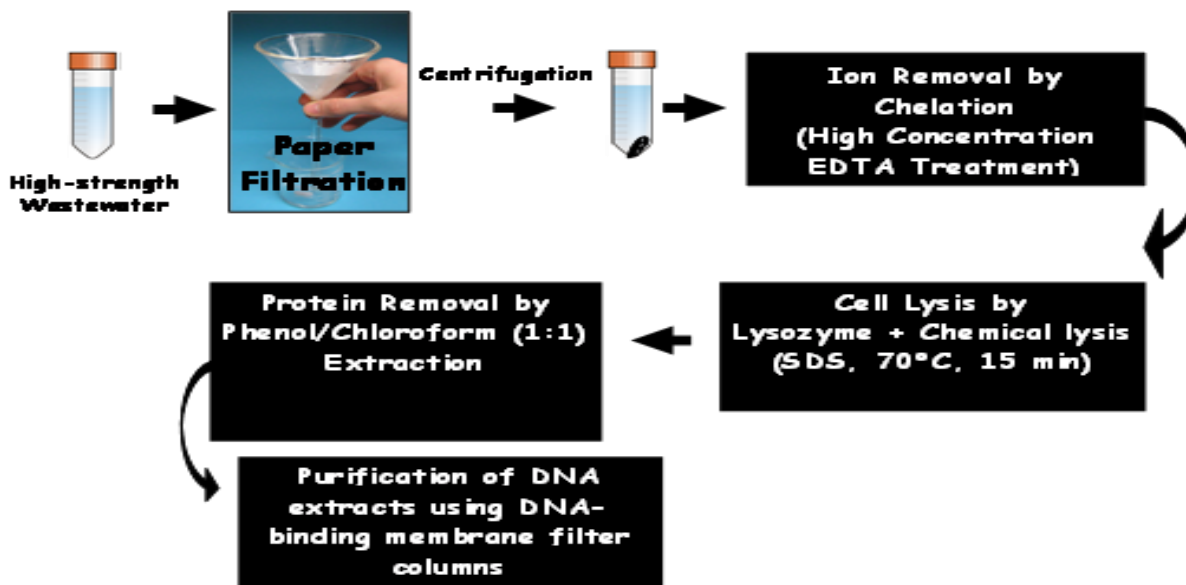 High-strength
Wastewater
Paper
Filtration
Centrifugation
Ion Removal by
Chelation
(High Concentration
EDTA Treatment)
Cell Lysis by
Lysozyme + Chemical lysis
(SDS, 70°C, 15 min)
Protein Removal by
Phenol/Chloroform (1:1)
Extraction
Purification of DNA
extracts using DNA-
binding membrane filter
columns